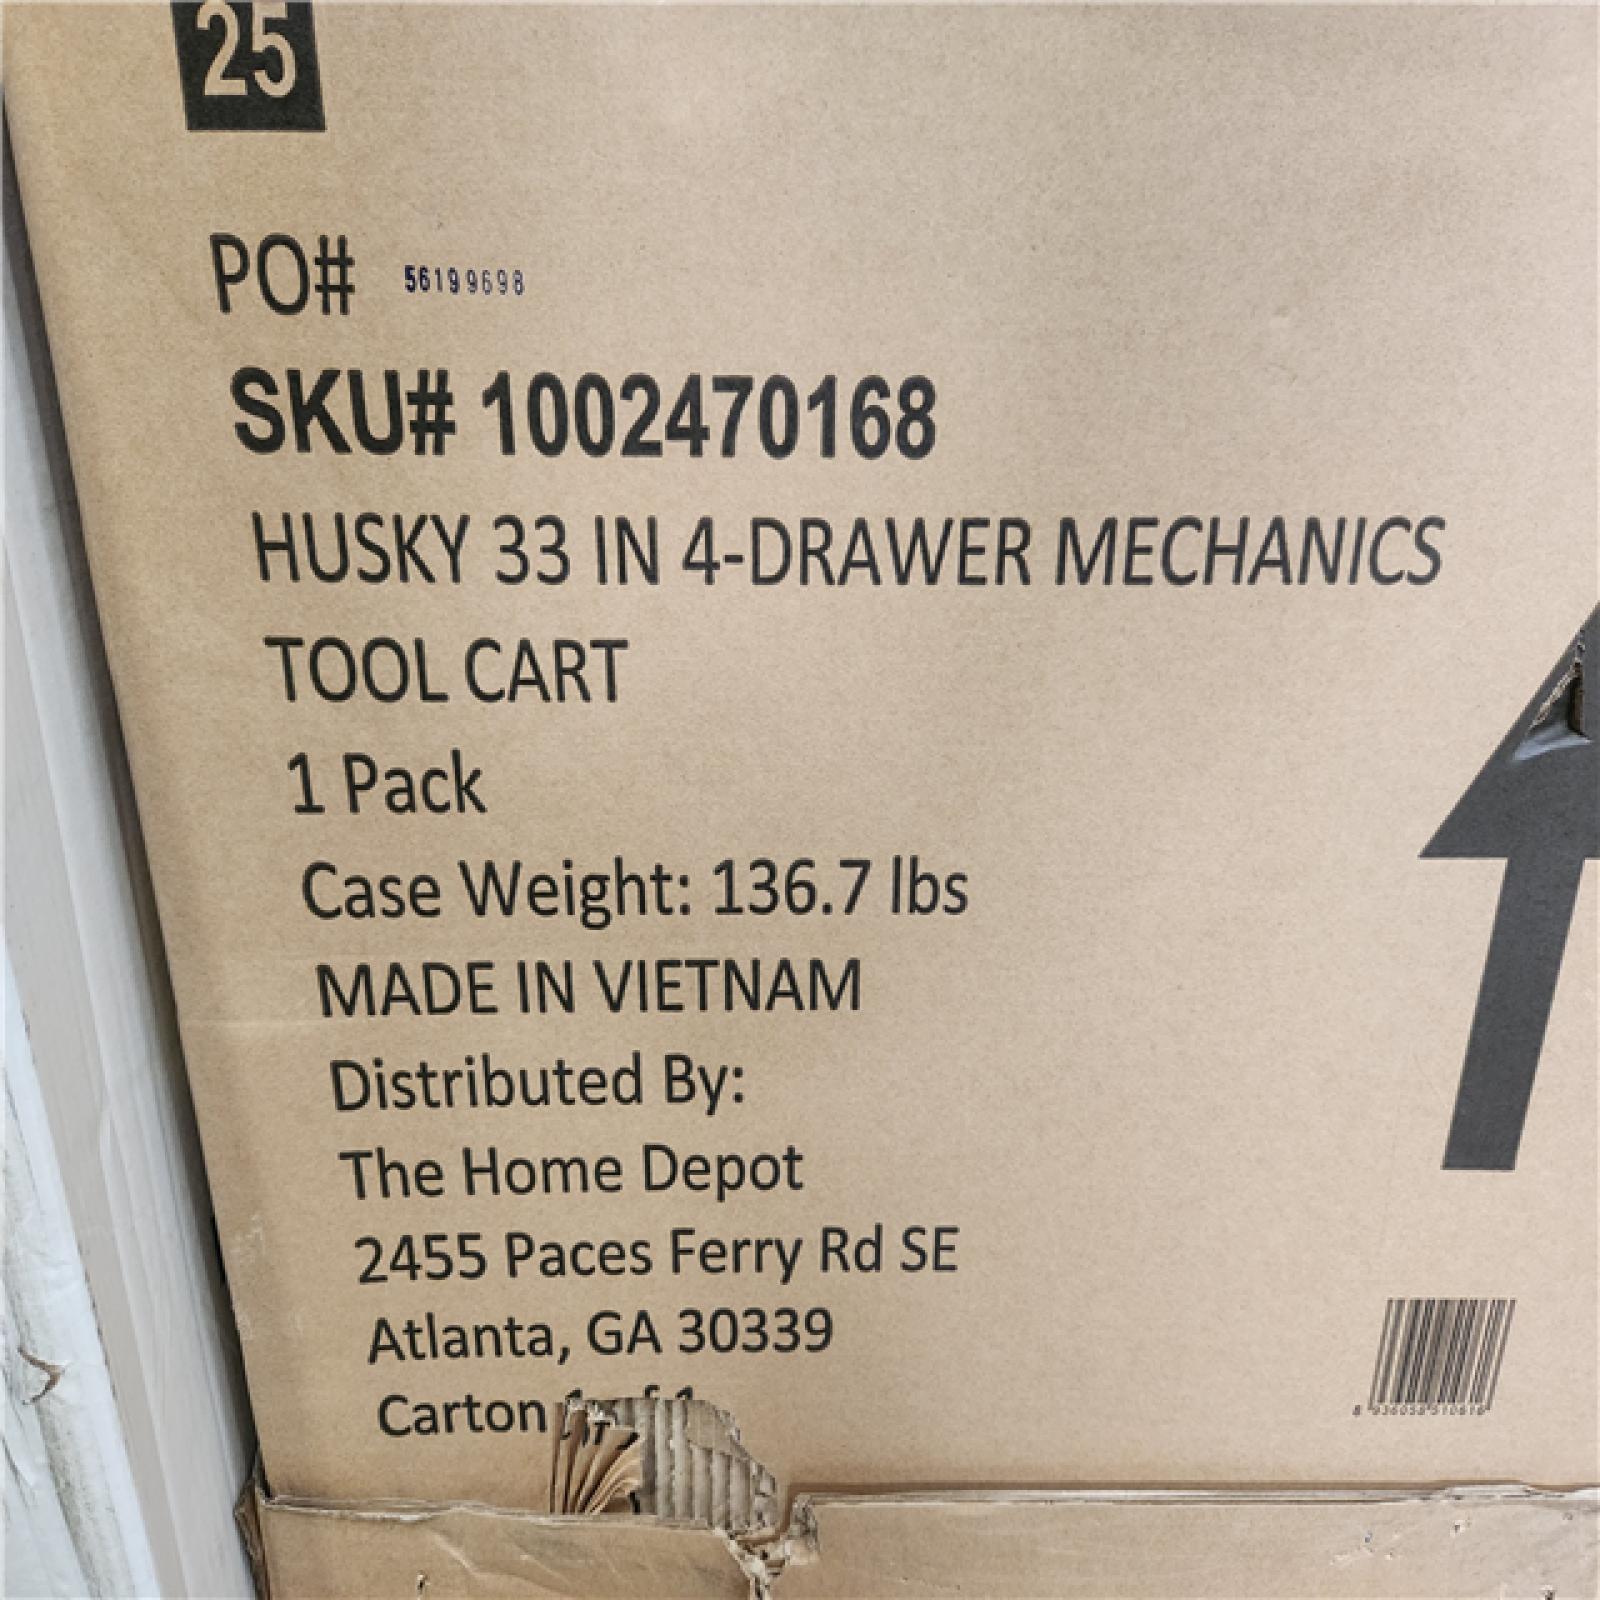 25
PO# 56199698
SKU# 1002470168
HUSKY 33 IN 4-DRAWER MECHANICS
TOOL CART
1 Pack
Case Weight: 136.7 lbs
MADE IN VIETNAM
Distributed By:
The Home Depot
2455 Paces Ferry Rd SE
Atlanta, GA 30339
Carton